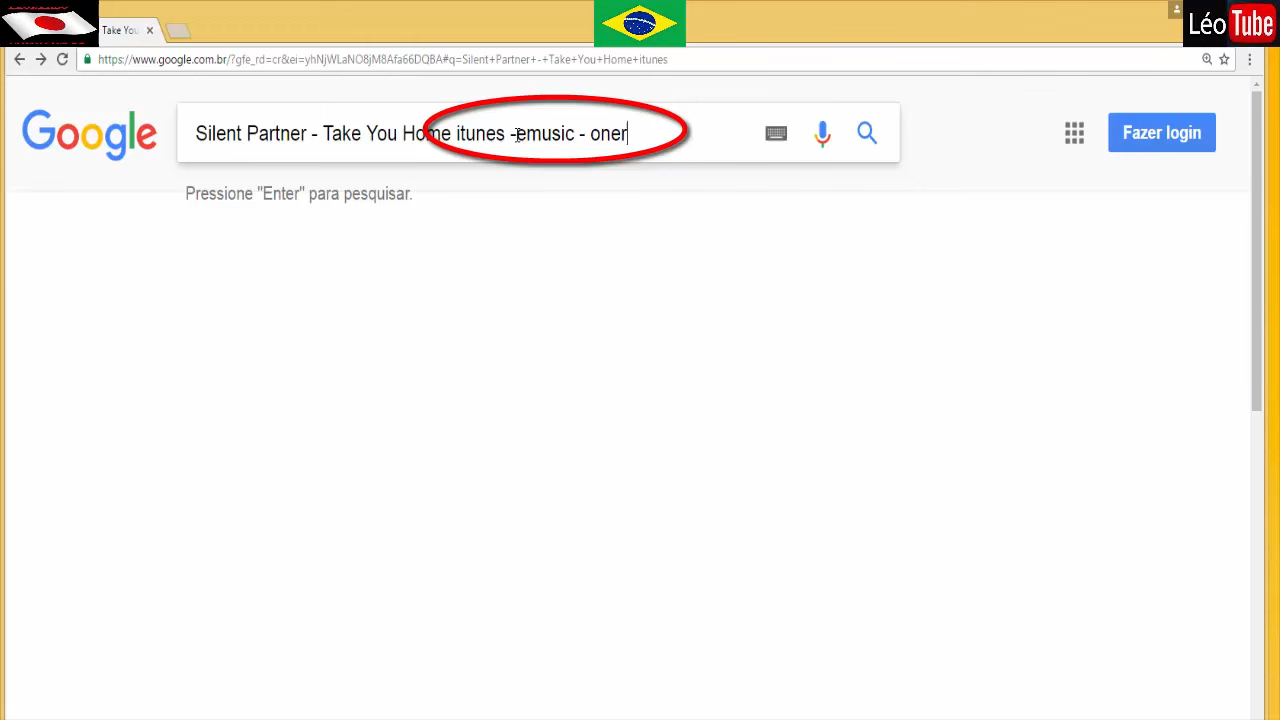 Take You
Léo Tube
https://www.google.com.br/?gfe_rd=cr&ei=yhNjWLaNO8jM8Afa66DQBA#q=Silent+Partner+-+Take+You+Home+itunes
Google
Silent Partner - Take You Home itunes -emusic - oner
Fazer login
Pressione "Enter" para pesquisar.